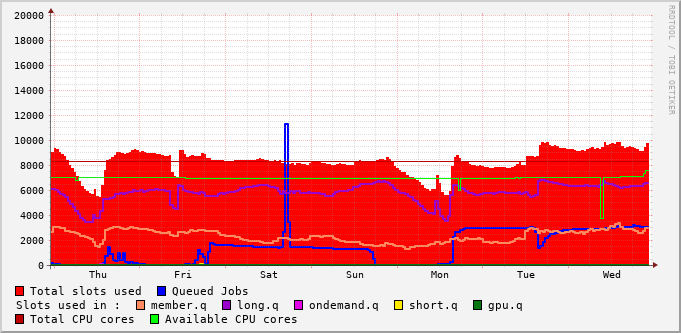 RRDTOOL / TOBI OETIKER
20000
18000
16000
14000
12000
10000
8000
6000
4000
2000
0
Thu Fri Sat Sun Mon Tue Wed
Total slots used Queued Jobs
Slots used in : member.q long.q ondemand.q short.q gpu.q
Total CPU cores Available CPU cores